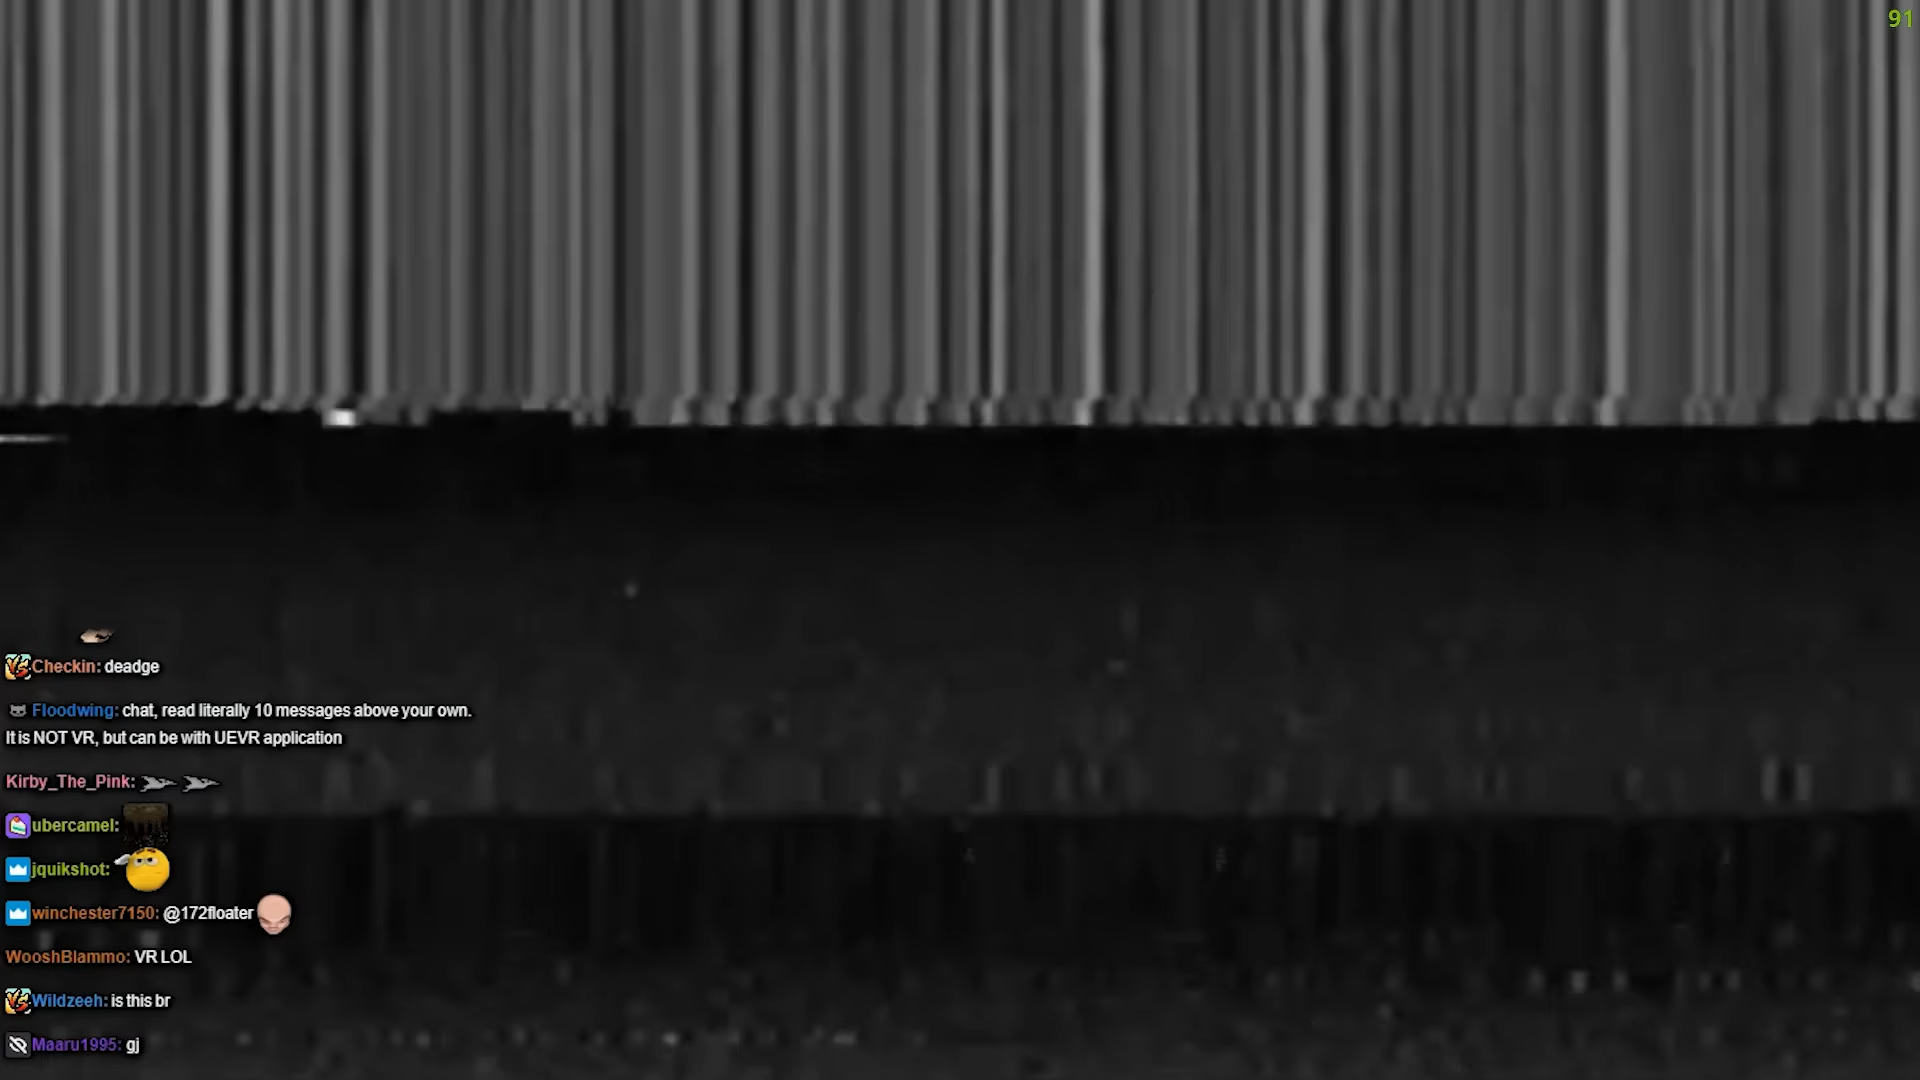 91
Checkin: deadge
Floodwing: chat, read literally 10 messages above your own.
It is NOT VR, but can be with UEVR application
Kirby_The_Pink:
ubercamel:
jquikshot:
winchester7150: @172floater
WooshBlammo: VR LOL
Wildzeeh: is this br
Maaru1995: gj